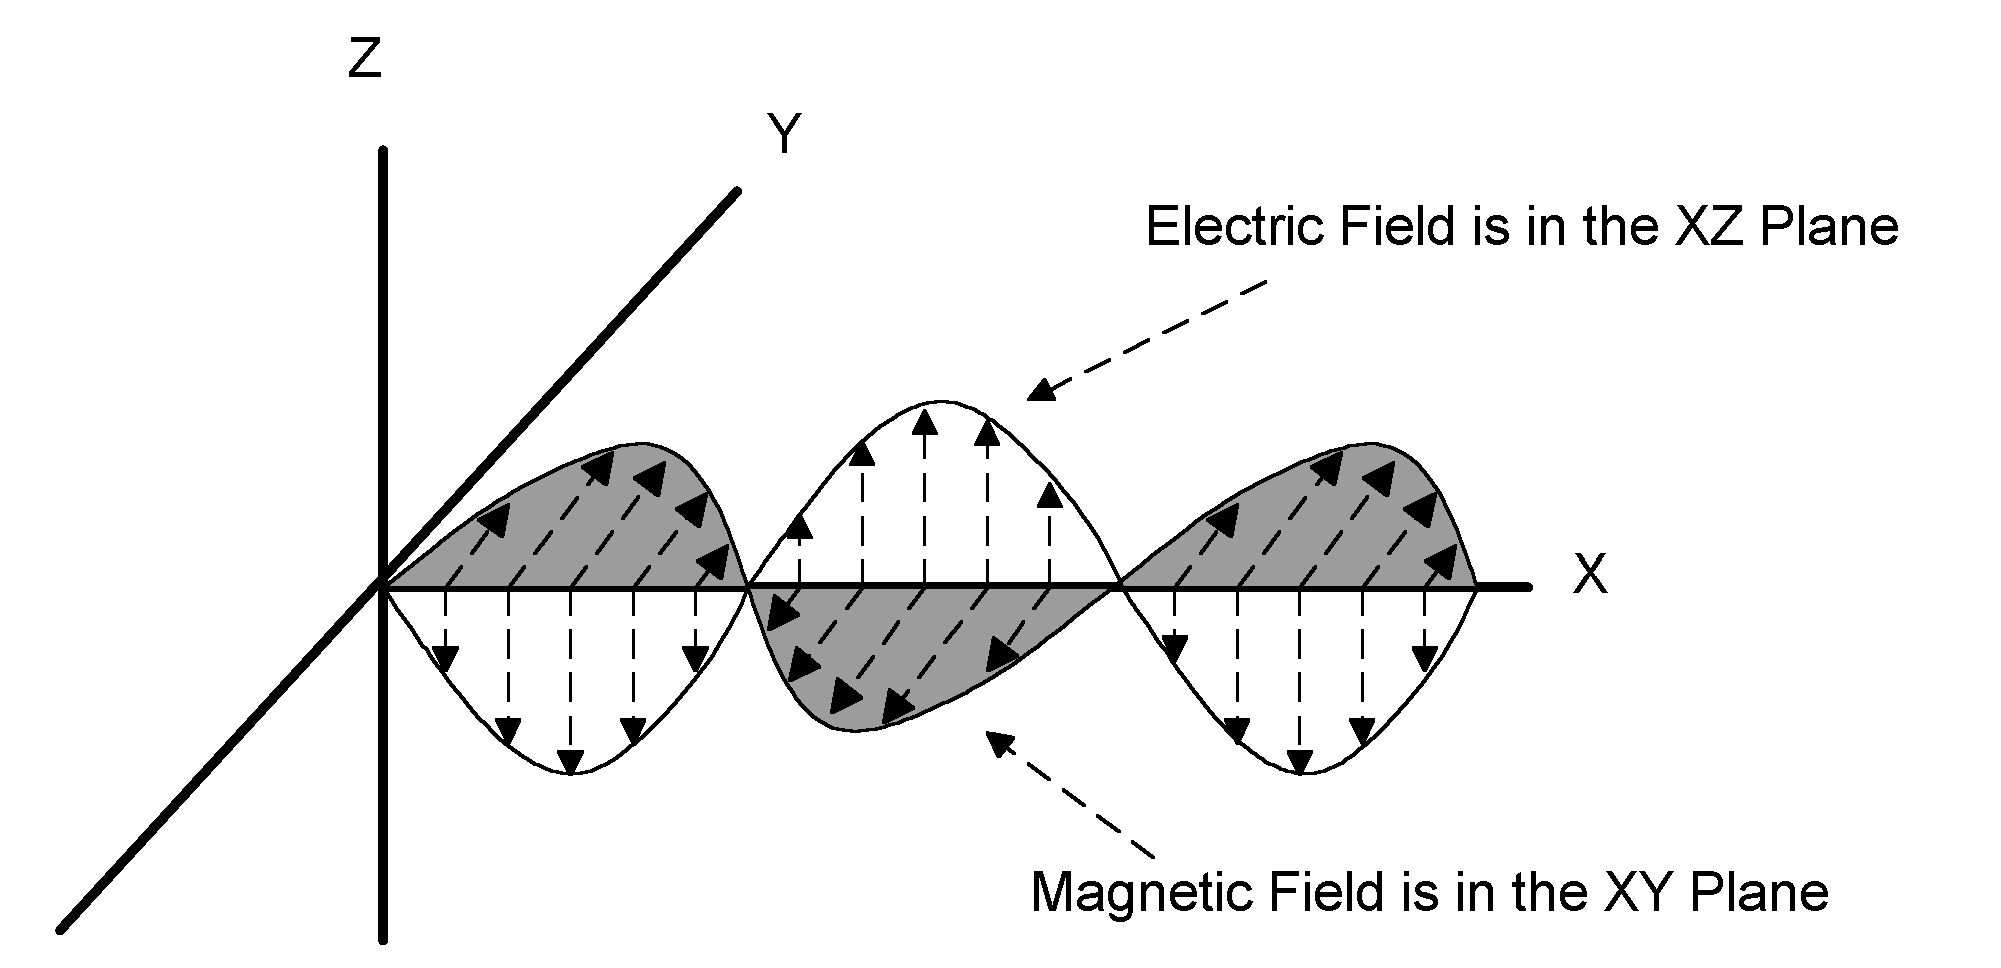 Z
Y
Electric Field is in the XZ Plane
X
Magnetic Field is in the XY Plane